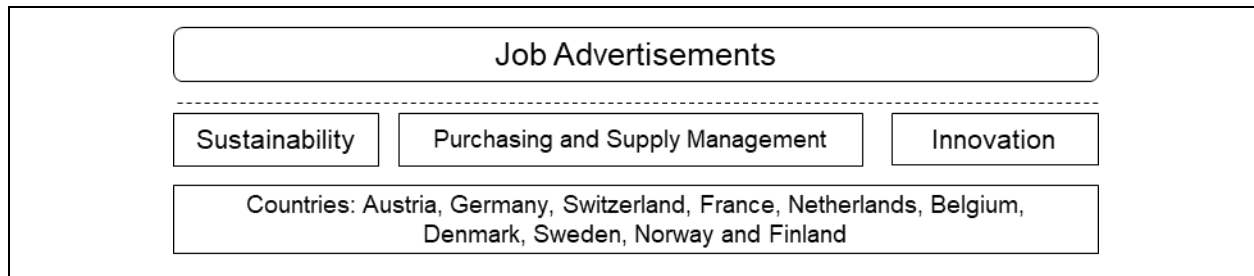 Job Advertisements
Sustainability
Purchasing and Supply Management
Innovation
Countries: Austria, Germany, Switzerland, France, Netherlands, Belgium,
Denmark, Sweden, Norway and Finland